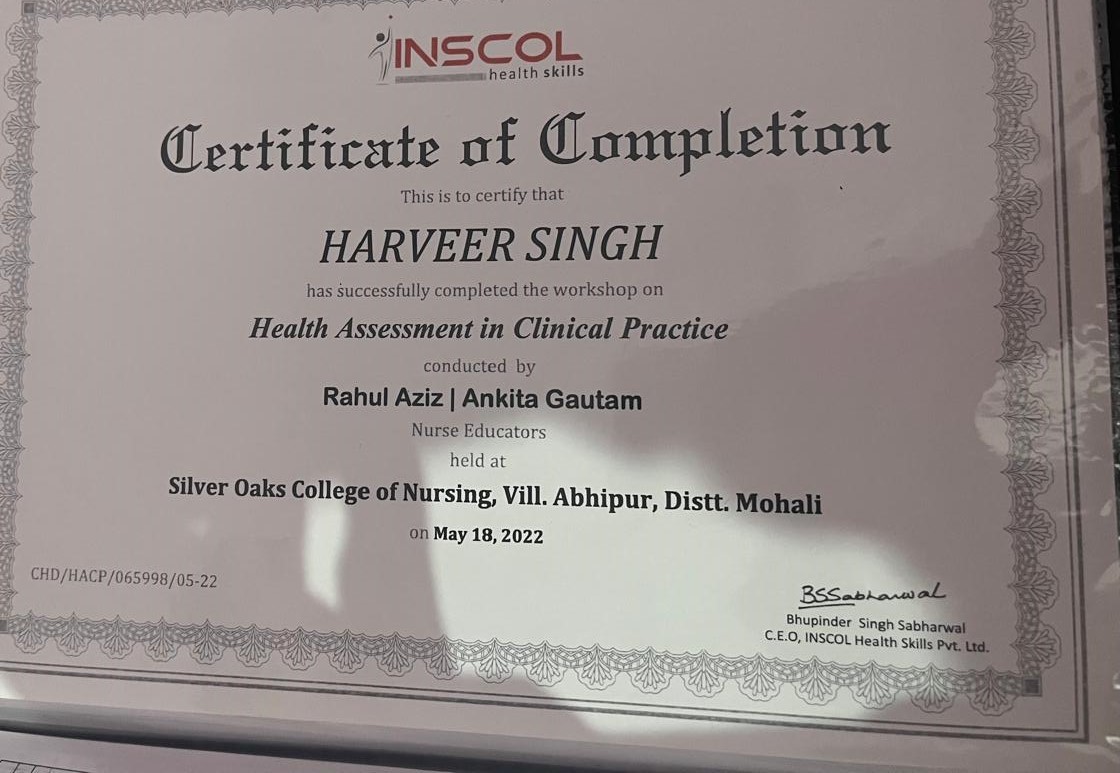 INSCOL
health skills
Certificate of Completion
This is to certify that
HARVEER SINGH
has successfully completed the workshop on
Health Assessment in Clinical Practice
conducted by
Rahul Aziz | Ankita Gautam
Nurse Educators
held at
Silver Oaks College of Nursing, Vill. Abhipur, Distt. Mohali
on May 18, 2022
CHD/HACP/065998/05-22
BSSabharwal
Bhupinder Singh Sabharwal
C.E.O, INSCOL Health Skills Pvt. Ltd.